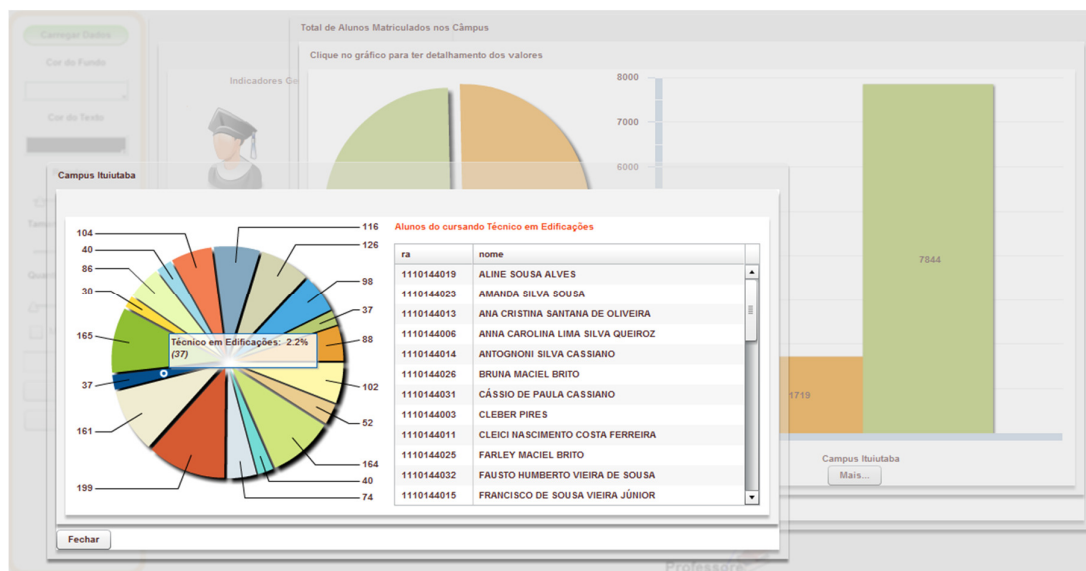 Carregar Dados
Cor do Fundo
Cor do Texto
Indicadores Ge
Total de Alunos Matriculados nos Câmpus
Clique no gráfico para ter detalhamento dos valores
8000
7000
6000
7844
1719
Campus Ituiutaba
Mais...
Campus Ituiutaba
104
40
86
30
165
37
161
199
116
126
98
37
88
102
52
164
40
74
Técnico em Edificações: 2.2%
(37)
Alunos do cursando Técnico em Edificações
ra nome
1110144019 ALINE SOUSA ALVES
1110144023 AMANDA SILVA SOUSA
1110144013 ANA CRISTINA SANTANA DE OLIVEIRA
1110144006 ANNA CAROLINA LIMA SILVA QUEIROZ
1110144014 ANTOGNONI SILVA CASSIANO
1110144026 BRUNA MACIEL BRITO
1110144031 CÁSSIO DE PAULA CASSIANO
1110144003 CLEBER PIRES
1110144011 CLEICI NASCIMENTO COSTA FERREIRA
1110144025 FARLEY MACIEL BRITO
1110144032 FAUSTO HUMBERTO VIEIRA DE SOUSA
1110144015 FRANCISCO DE SOUSA VIEIRA JÚNIOR
Fechar
Professore